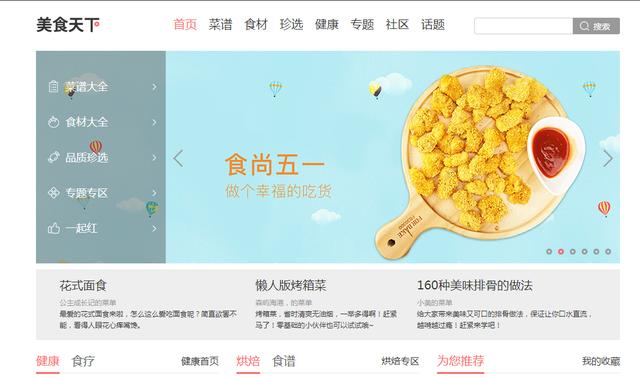 美食天下
首页 菜谱 食材 珍选 健康 专题 社区 话题
搜索
菜谱大全
食材大全
品质珍选
专题专区
一起红
食尚五一
做个幸福的吃货
花式面食
公主成长记的菜单
最爱的花式面食来啦，怎么这么爱吃面食呢？简直欲罢不
能，看得人跟花心痒嘴馋。
懒人版烤箱菜
森屿海港，的菜单
烤箱菜，省时清爽无油烟，一举多得啊！赶紧
马了！零基础的小伙伴也可以试试哦~
160种美味排骨的做法
小美的菜单
给大家带来美味又可口的排骨做法，保证让你口水直流，
越啃越过瘾！赶紧来学吧！
健康 食疗 健康首页
烘焙 食谱 烘焙专区
为您推荐 我的收藏